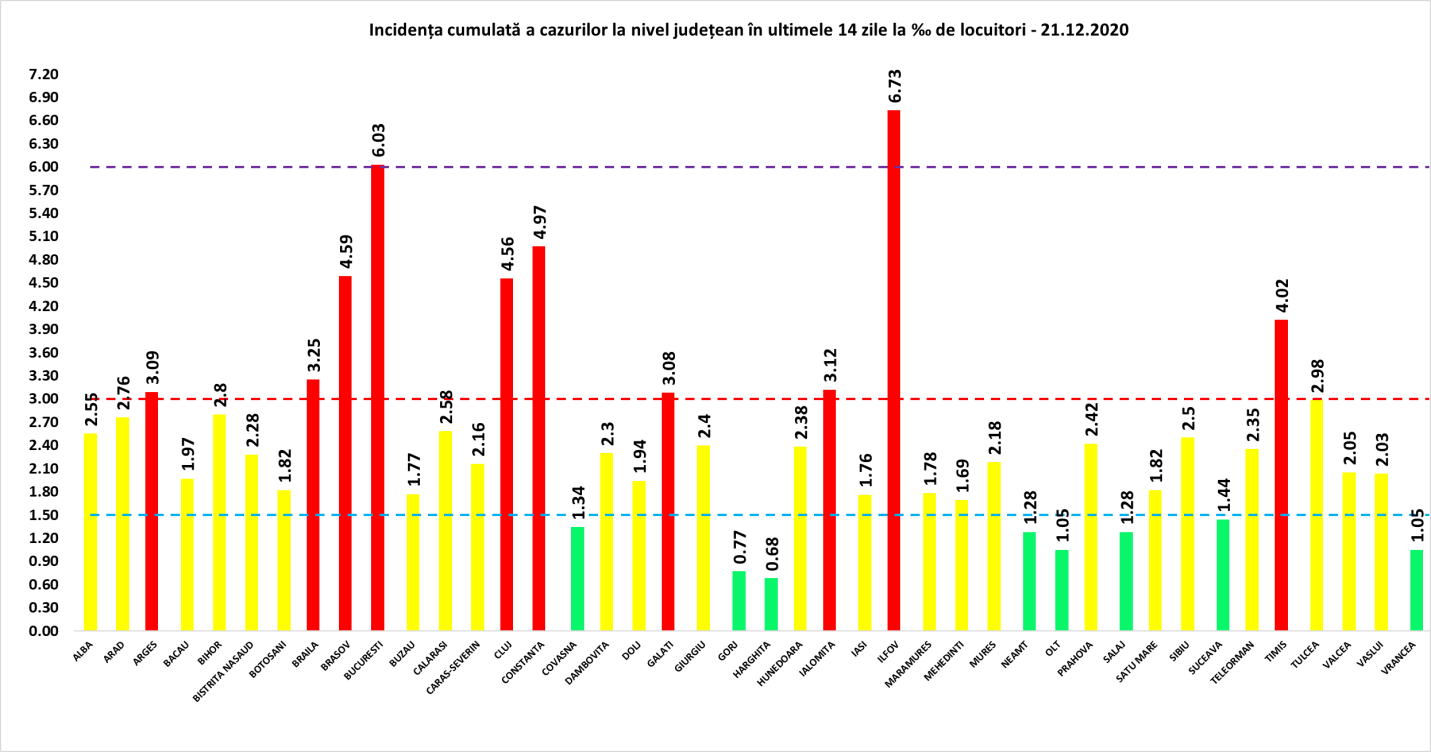 Incidența cumulată a cazurilor la nivel județean în ultimele 14 zile la ‰ de locuitori - 21.12.2020
7.20
6.90
6.60
6.30
6.00
5.70
5.40
5.10
4.80
4.50
4.20
3.90
3.60
3.30
3.00
2.70
2.40
2.10
1.80
1.50
1.20
0.90
0.60
0.30
0.00
2.55
2.76
3.09
1.97
2.8
2.28
1.82
3.25
4.59
6.03
1.77
2.58
2.16
4.56
4.97
1.34
2.3
1.94
3.08
2.4
0.77
0.68
2.38
3.12
1.76
6.73
1.78
1.69
2.18
1.28
1.05
2.42
1.28
1.82
2.5
1.44
2.35
4.02
2.98
2.05
2.03
1.05
ALBA
ARAD
ARGES
BACAU
BIHOR
BISTRITA NASAUD
BOTOSANI
BRAILA
BRASOV
BUCURESTI
BUZAU
CALARASI
CARAS-SEVERIN
CLUJ
CONSTANTA
COVASNA
DAMBOVITA
DOLJ
GALATI
GIURGIU
GORJ
HARGHITA
HUNEDOARA
IALOMITA
IASI
ILFOV
MARAMURES
MEHEDINTI
MURES
NEAMT
OLT
PRAHOVA
SALAJ
SATU MARE
SIBIU
SUCEAVA
TELEORMAN
TIMIS
TULCEA
VALCEA
VASLUI
VRANCEA